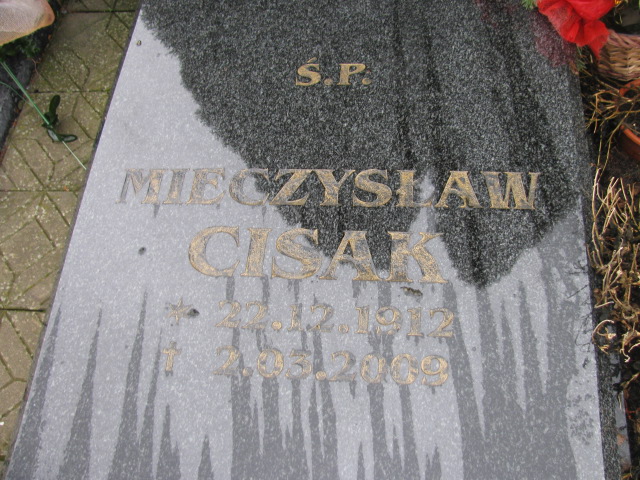 Ś.P.
MIECZYSŁAW
CISAK
* 22.12.1912
† 2.03.2009